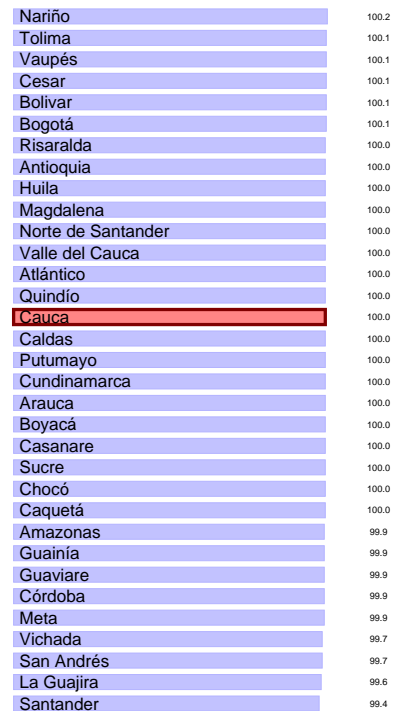 Nariño 100.2
Tolima 100.1
Vaupés 100.1
Cesar 100.1
Bolivar 100.1
Bogotá 100.1
Risaralda 100.0
Antioquia 100.0
Huila 100.0
Magdalena 100.0
Norte de Santander 100.0
Valle del Cauca 100.0
Atlántico 100.0
Quindío 100.0
Cauca 100.0
Caldas 100.0
Putumayo 100.0
Cundinamarca 100.0
Arauca 100.0
Boyacá 100.0
Casanare 100.0
Sucre 100.0
Chocó 100.0
Caquetá 100.0
Amazonas 99.9
Guainía 99.9
Guaviare 99.9
Córdoba 99.9
Meta 99.9
Vichada 99.7
San Andrés 99.7
La Guajira 99.6
Santander 99.4